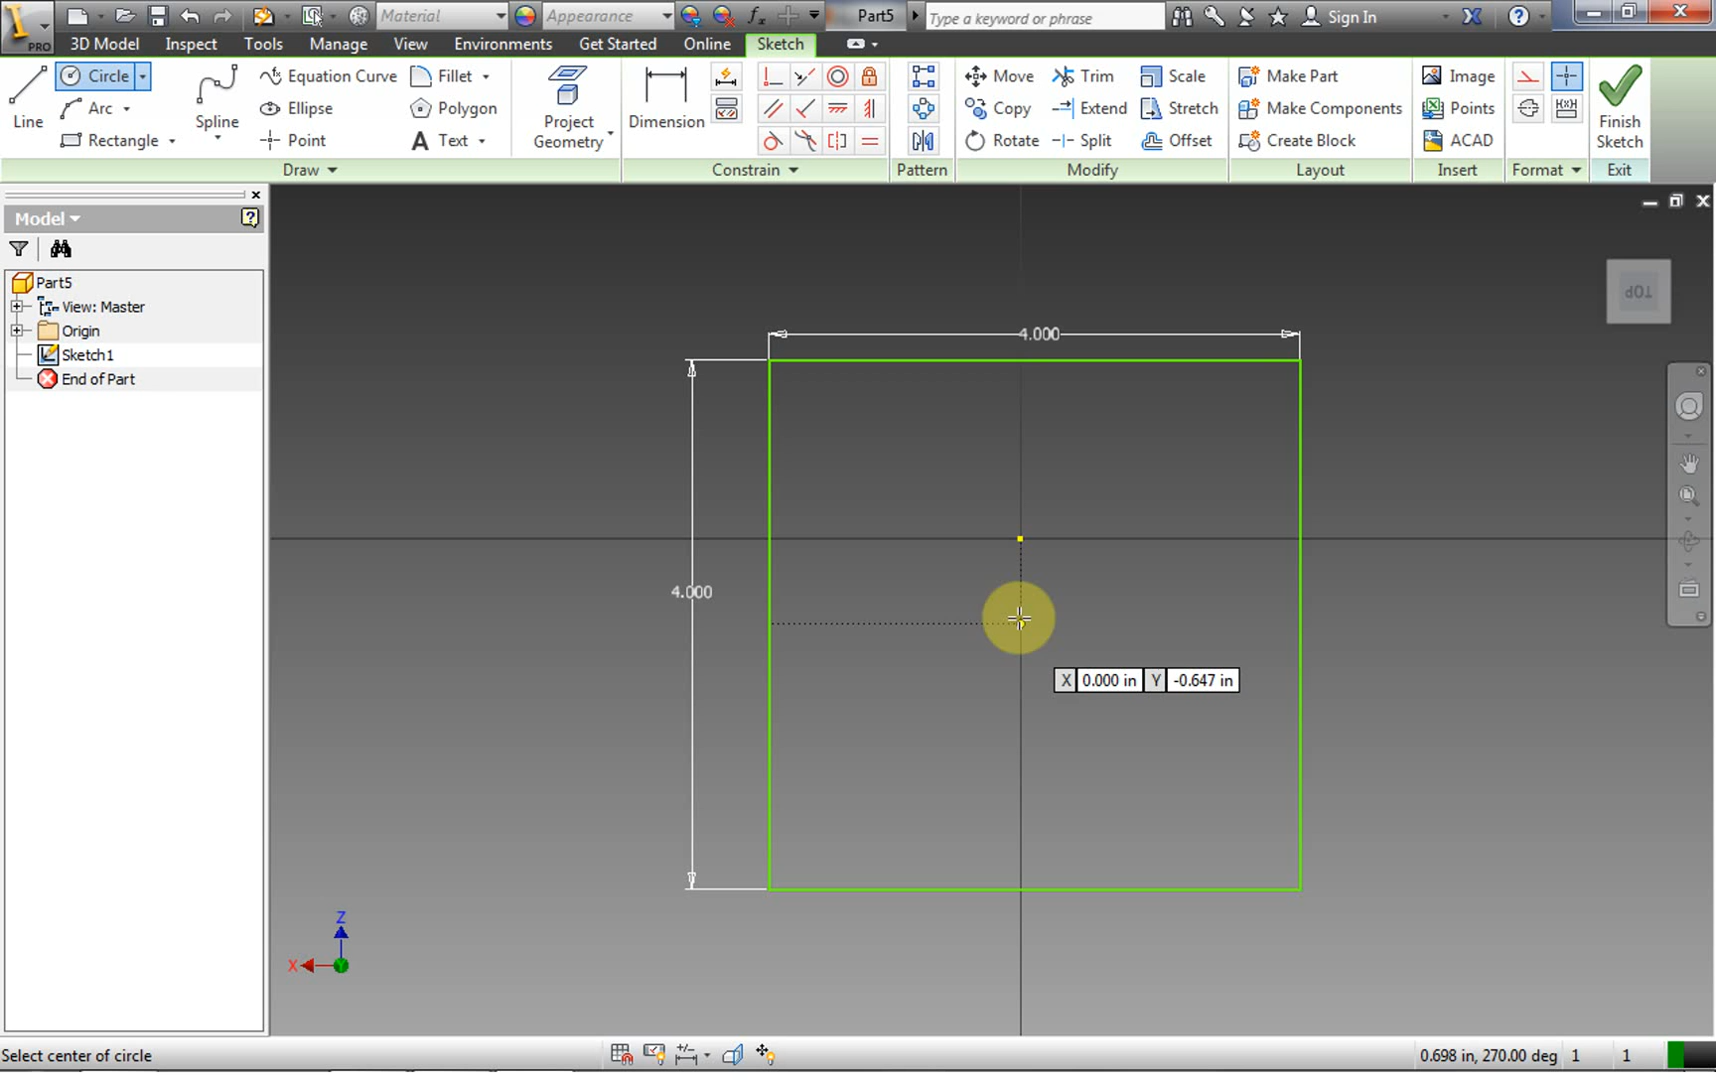 PRO
Material
Appearance
fx
Part5
Type a keyword or phrase
Sign In
3D Model
Inspect
Tools
Manage
View
Environments
Get Started
Online
Sketch
Line
Circle
Arc
Rectangle
Spline
Equation Curve
Ellipse
Point
Fillet
Polygon
A Text
Project
Geometry
Dimension
Move
Copy
Rotate
Trim
Extend
Split
Scale
Stretch
Offset
Make Part
Make Components
Create Block
Image
Points
ACAD
Finish
Sketch
Draw
Constrain
Pattern
Modify
Layout
Insert
Format
Exit
Model
Part5
View: Master
Origin
Sketch1
End of Part
TOP
4.000
4.000
X 0.000 in Y -0.647 in
Z
X
Select center of circle
0.698 in, 270.00 deg 1 1